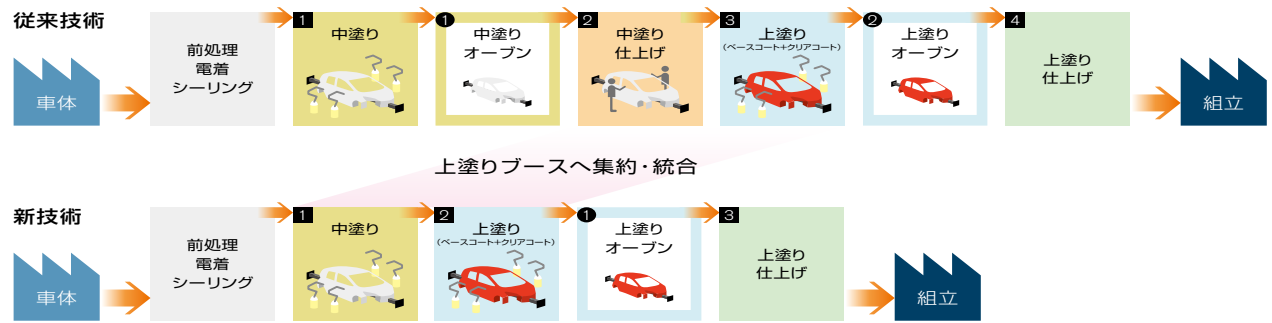 従来技術
車体
前処理
電着
シーリング
1
中塗り
1
中塗り
オーブン
2
中塗り
仕上げ
3
上塗り
(ベースコート+クリアコート)
2
上塗り
オーブン
4
上塗り
仕上げ
組立
上塗りブースへ集約・統合
新技術
車体
前処理
電着
シーリング
1
中塗り
2
上塗り
(ベースコート+クリアコート)
1
上塗り
オーブン
3
上塗り
仕上げ
組立